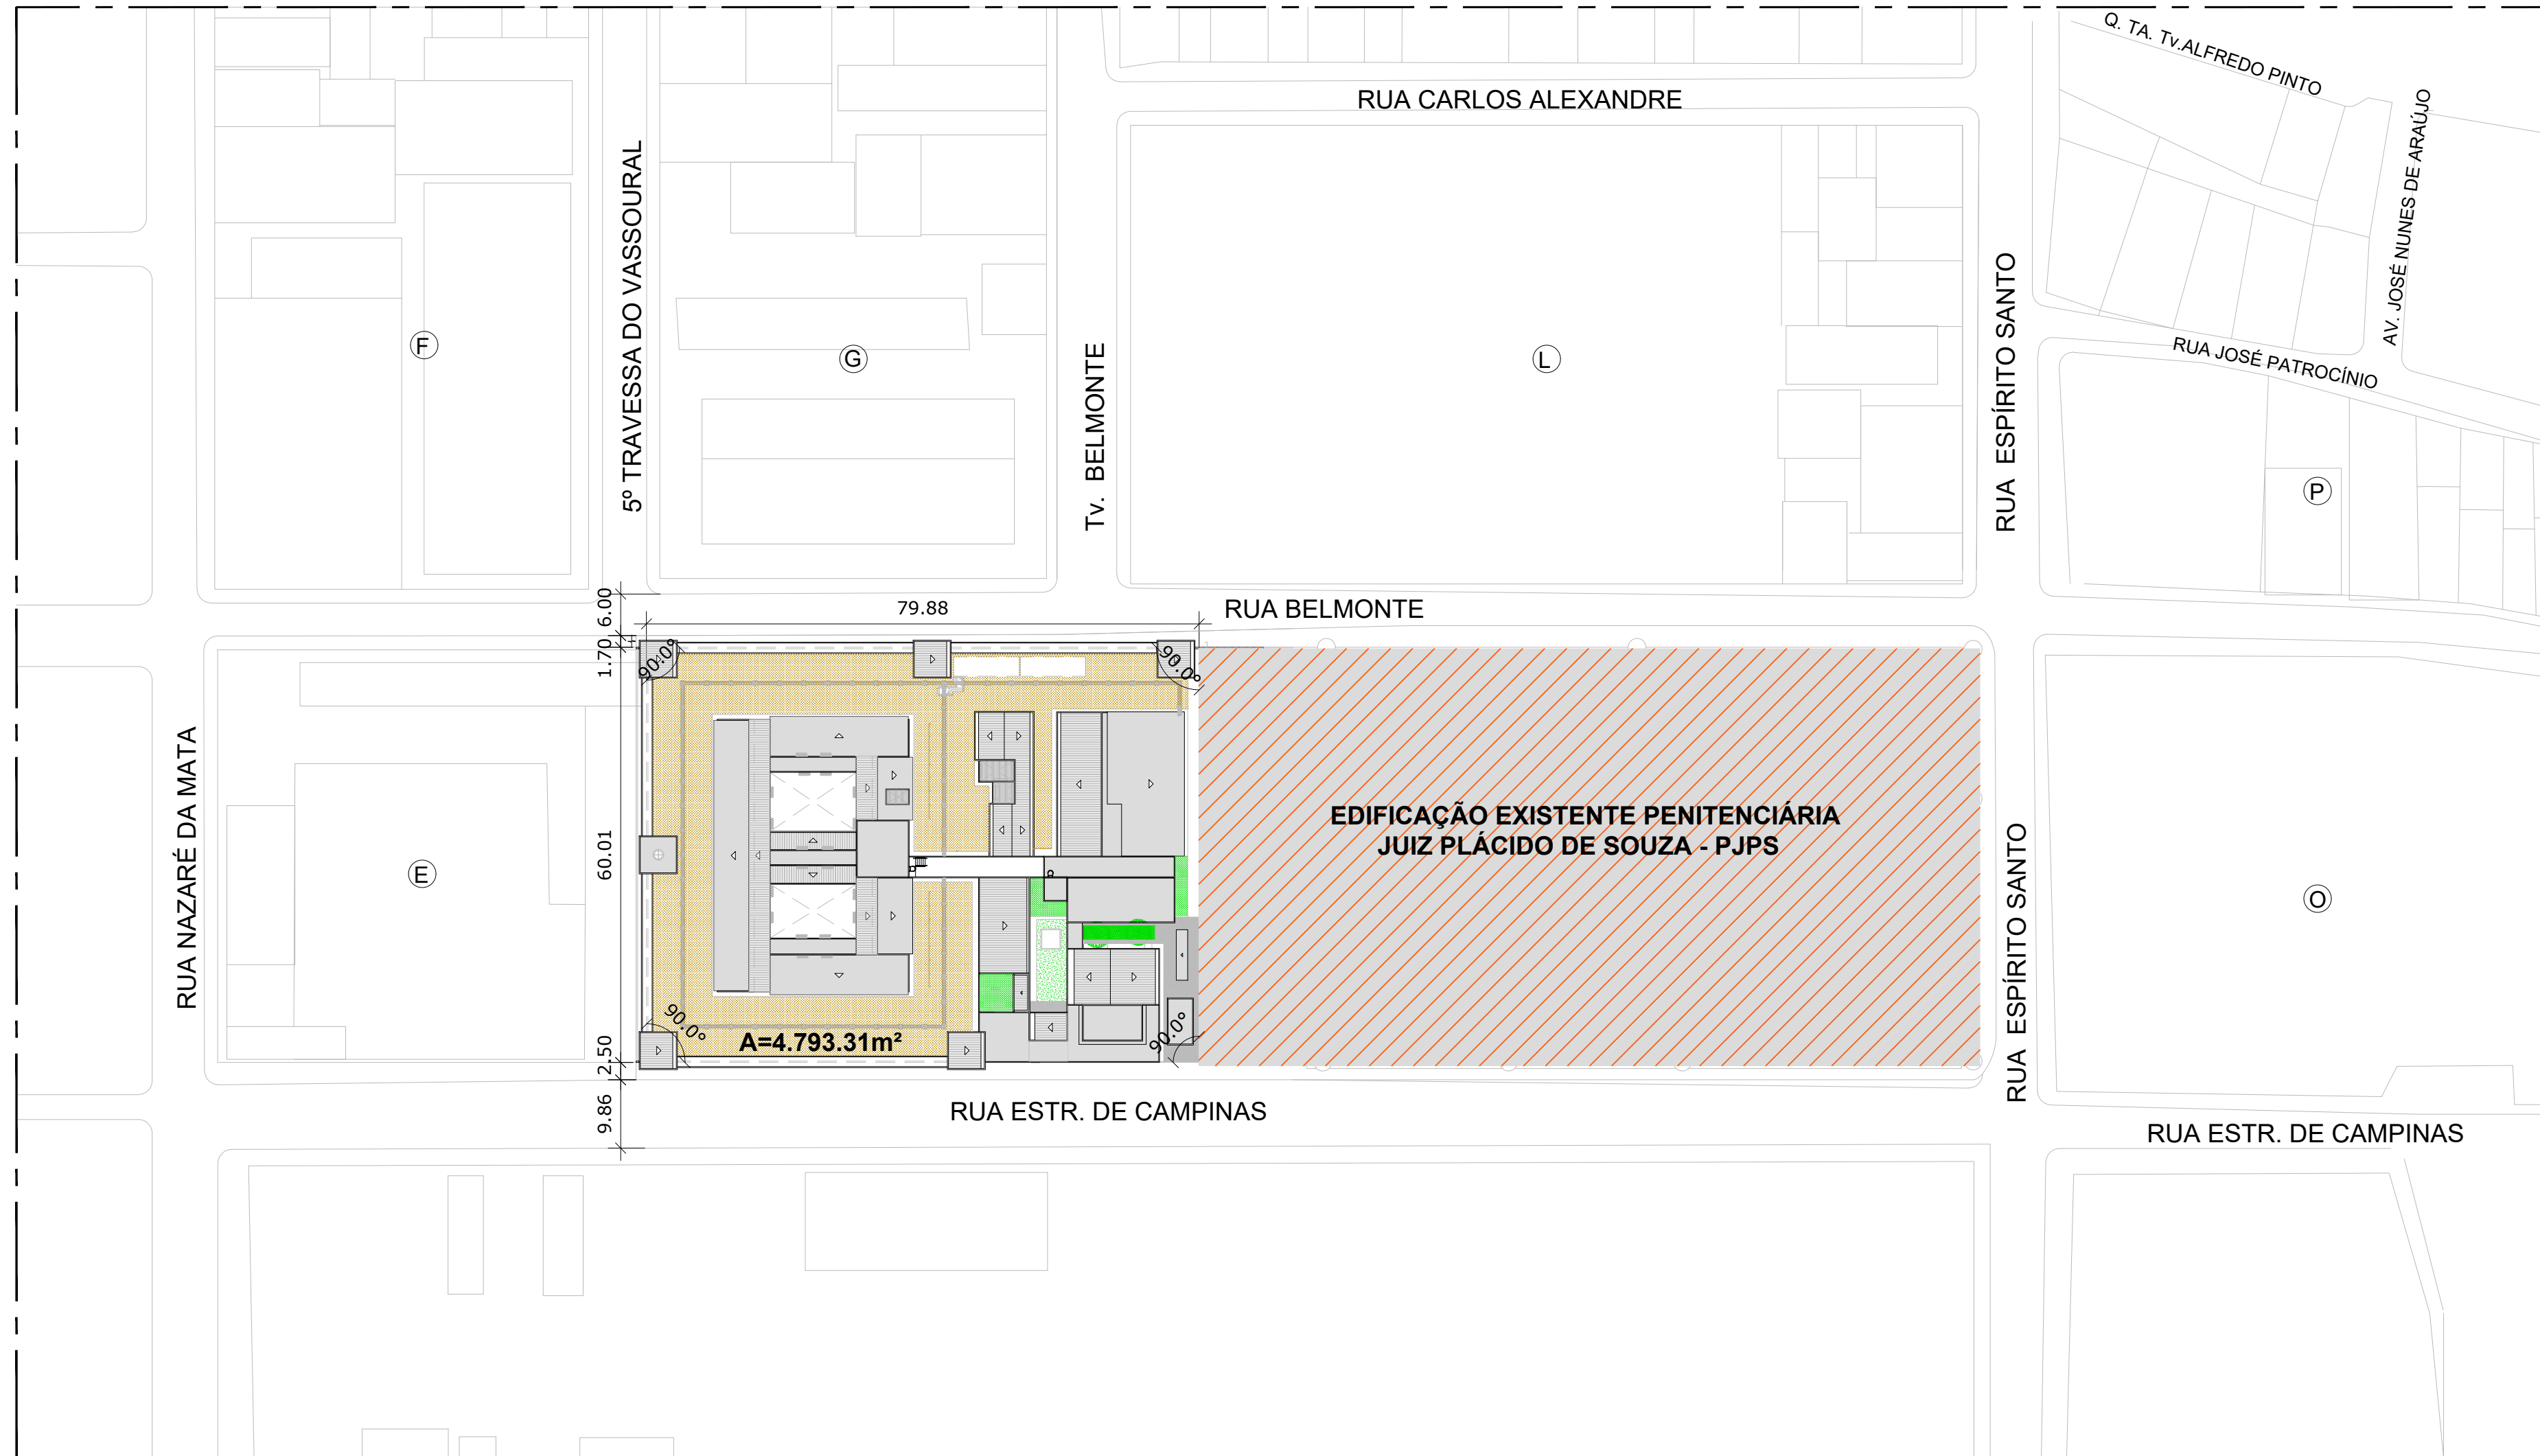 Q. TA. Tv.ALFREDO PINTO
RUA CARLOS ALEXANDRE
AV. JOSÉ NUNES DE ARAÚJO
5º TRAVESSA DO VASSOURAL
Tv. BELMONTE
RUA ESPÍRITO SANTO
RUA JOSÉ PATROCÍNIO
F
G
L
P
6.00
79.88
RUA BELMONTE
1.70
90.0°
90.0°
RUA NAZARÉ DA MATA
60.01
EDIFICAÇÃO EXISTENTE PENITENCIÁRIA
JUIZ PLÁCIDO DE SOUZA - PJPS
E
O
RUA ESPÍRITO SANTO
90.0°
90.0°
A=4.793.31m²
2.50
9.86
RUA ESTR. DE CAMPINAS
RUA ESTR. DE CAMPINAS